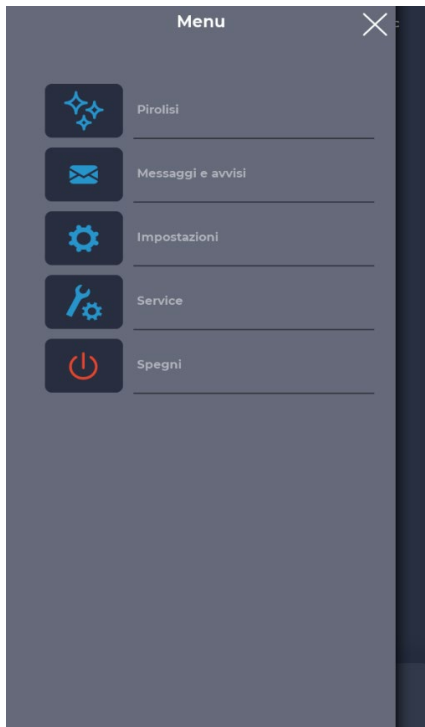 Menu
Pirolisi
Messaggi e avvisi
Impostazioni
Service
Spegni